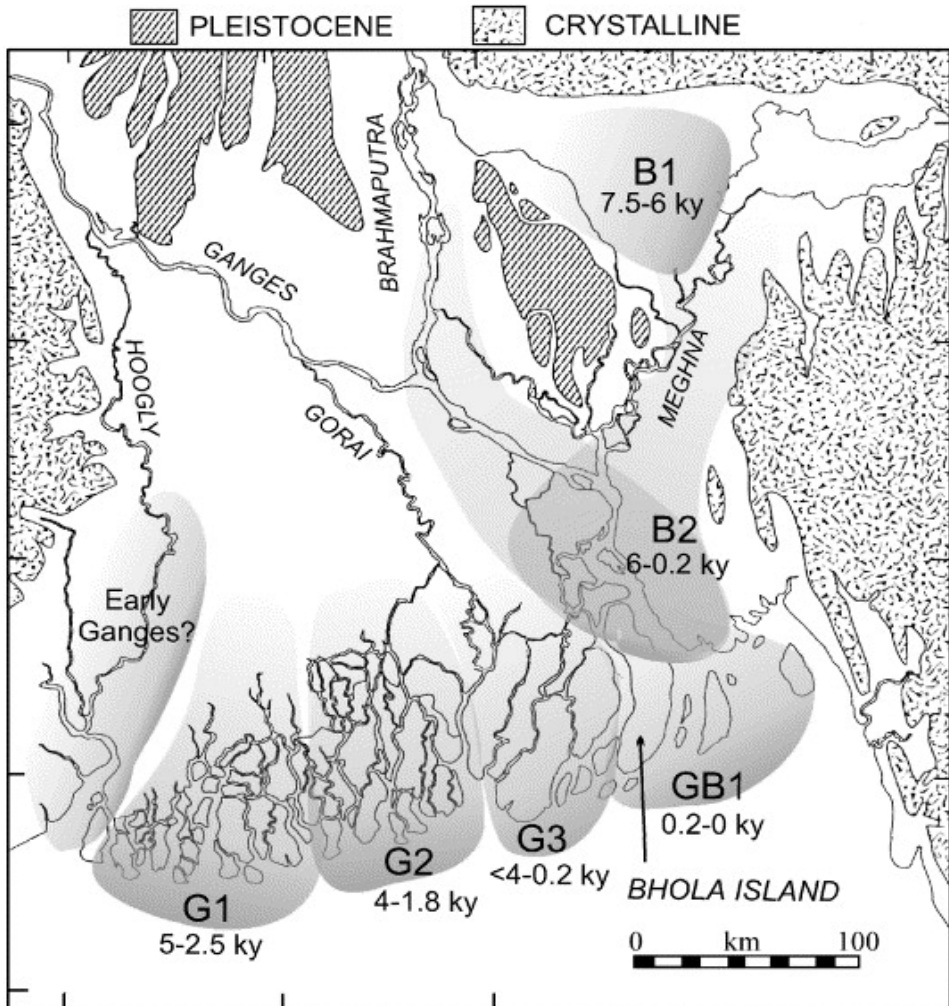 PLEISTOCENE
CRYSTALLINE
B1
7.5-6 ky
BRAHMAPUTRA
GANGES
HOOGLY
GORAI
MEGHNA
B2
6-0.2 ky
Early
Ganges?
GB1
0.2-0 ky
G3
<4-0.2 ky
G2
4-1.8 ky
G1
5-2.5 ky
BHOLA ISLAND
0 km 100